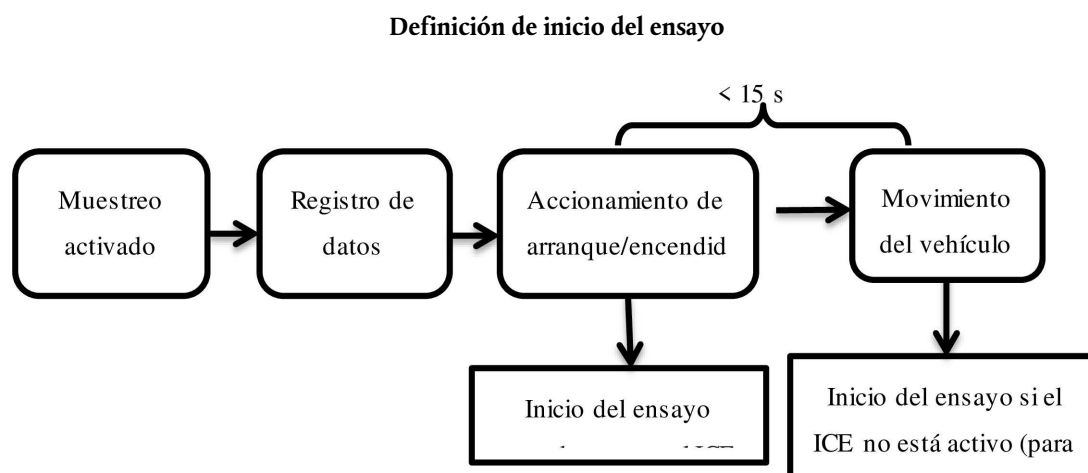 Definición de inicio del ensayo
< 15 s
Muestreo
activado
Registro de
datos
Accionamiento de
arranque/encendid
Movimiento
del vehículo
Inicio del ensayo
Inicio del ensayo si el
ICE no está activo (para